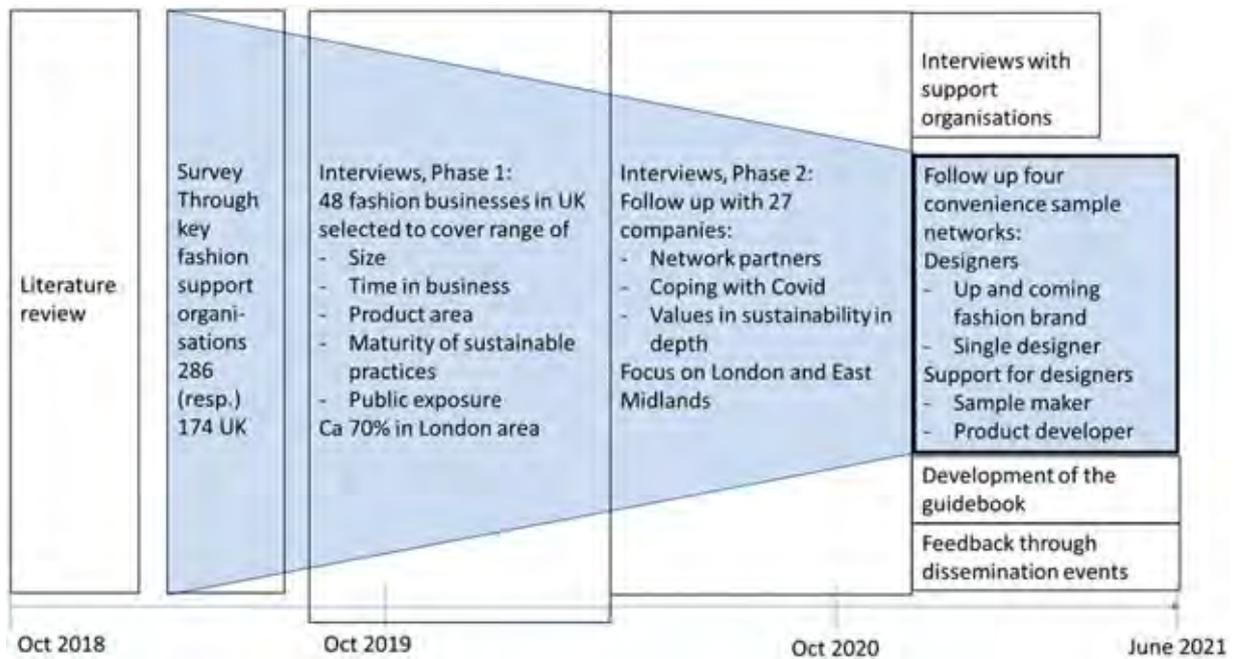 Literature
review
Survey
Through
key
fashion
support
organi-
sations
286
(resp.)
174 UK
Interviews, Phase 1:
48 fashion businesses in UK
selected to cover range of
- Size
- Time in business
- Product area
- Maturity of sustainable
practices
- Public exposure
Ca 70% in London area
Interviews, Phase 2:
Follow up with 27
companies:
- Network partners
- Coping with Covid
- Values in sustainability in
depth
Focus on London and East
Midlands
Interviews with
support
organisations
Follow up four
convenience sample
networks:
Designers
- Up and coming
fashion brand
- Single designer
Support for designers
- Sample maker
- Product developer
Development of the
guidebook
Feedback through
dissemination events
Oct 2018
Oct 2019
Oct 2020
June 2021